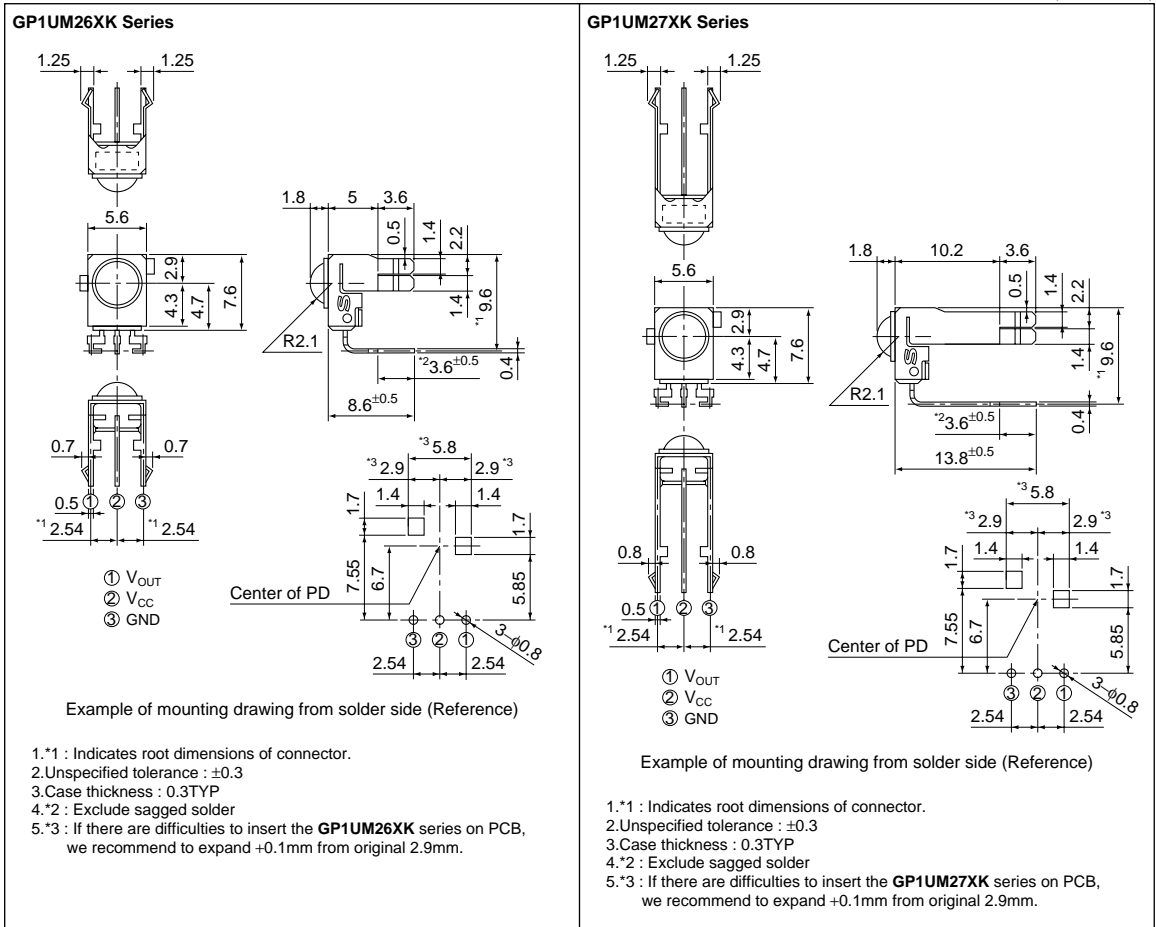 GP1UM26XK Series
1.25 1.25
5.6
2.9
4.3
4.7
7.6
1.8 5 3.6
0.5
1.4
2.2
1.4
*1 9.6
R2.1
*2 3.6±0.5
0.4
8.6±0.5
0.7 0.7
0.5 ① ② ③
*1 2.54 *1 2.54
① VOUT
② VCC
③ GND
*3 5.8
*3 2.9 2.9 *3
1.4 1.4
1.7
1.7
7.55
6.7
5.85
Center of PD
③ ② ①
3–φ0.8
2.54 2.54
Example of mounting drawing from solder side (Reference)
1.*1 : Indicates root dimensions of connector.
2.Unspecified tolerance : ±0.3
3.Case thickness : 0.3TYP
4.*2 : Exclude sagged solder
5.*3 : If there are difficulties to insert the GP1UM26XK series on PCB,
we recommend to expand +0.1mm from original 2.9mm.
GP1UM27XK Series
1.25 1.25
5.6
2.9
4.3
4.7
7.6
1.8 10.2 3.6
0.5
1.4
2.2
1.4
*1 9.6
R2.1
*2 3.6±0.5
0.4
13.8±0.5
0.8 0.8
0.5 ① ② ③
*1 2.54 *1 2.54
① VOUT
② VCC
③ GND
*3 5.8
*3 2.9 2.9 *3
1.4 1.4
1.7
1.7
7.55
6.7
5.85
Center of PD
③ ② ①
3–φ0.8
2.54 2.54
Example of mounting drawing from solder side (Reference)
1.*1 : Indicates root dimensions of connector.
2.Unspecified tolerance : ±0.3
3.Case thickness : 0.3TYP
4.*2 : Exclude sagged solder
5.*3 : If there are difficulties to insert the GP1UM27XK series on PCB,
we recommend to expand +0.1mm from original 2.9mm.